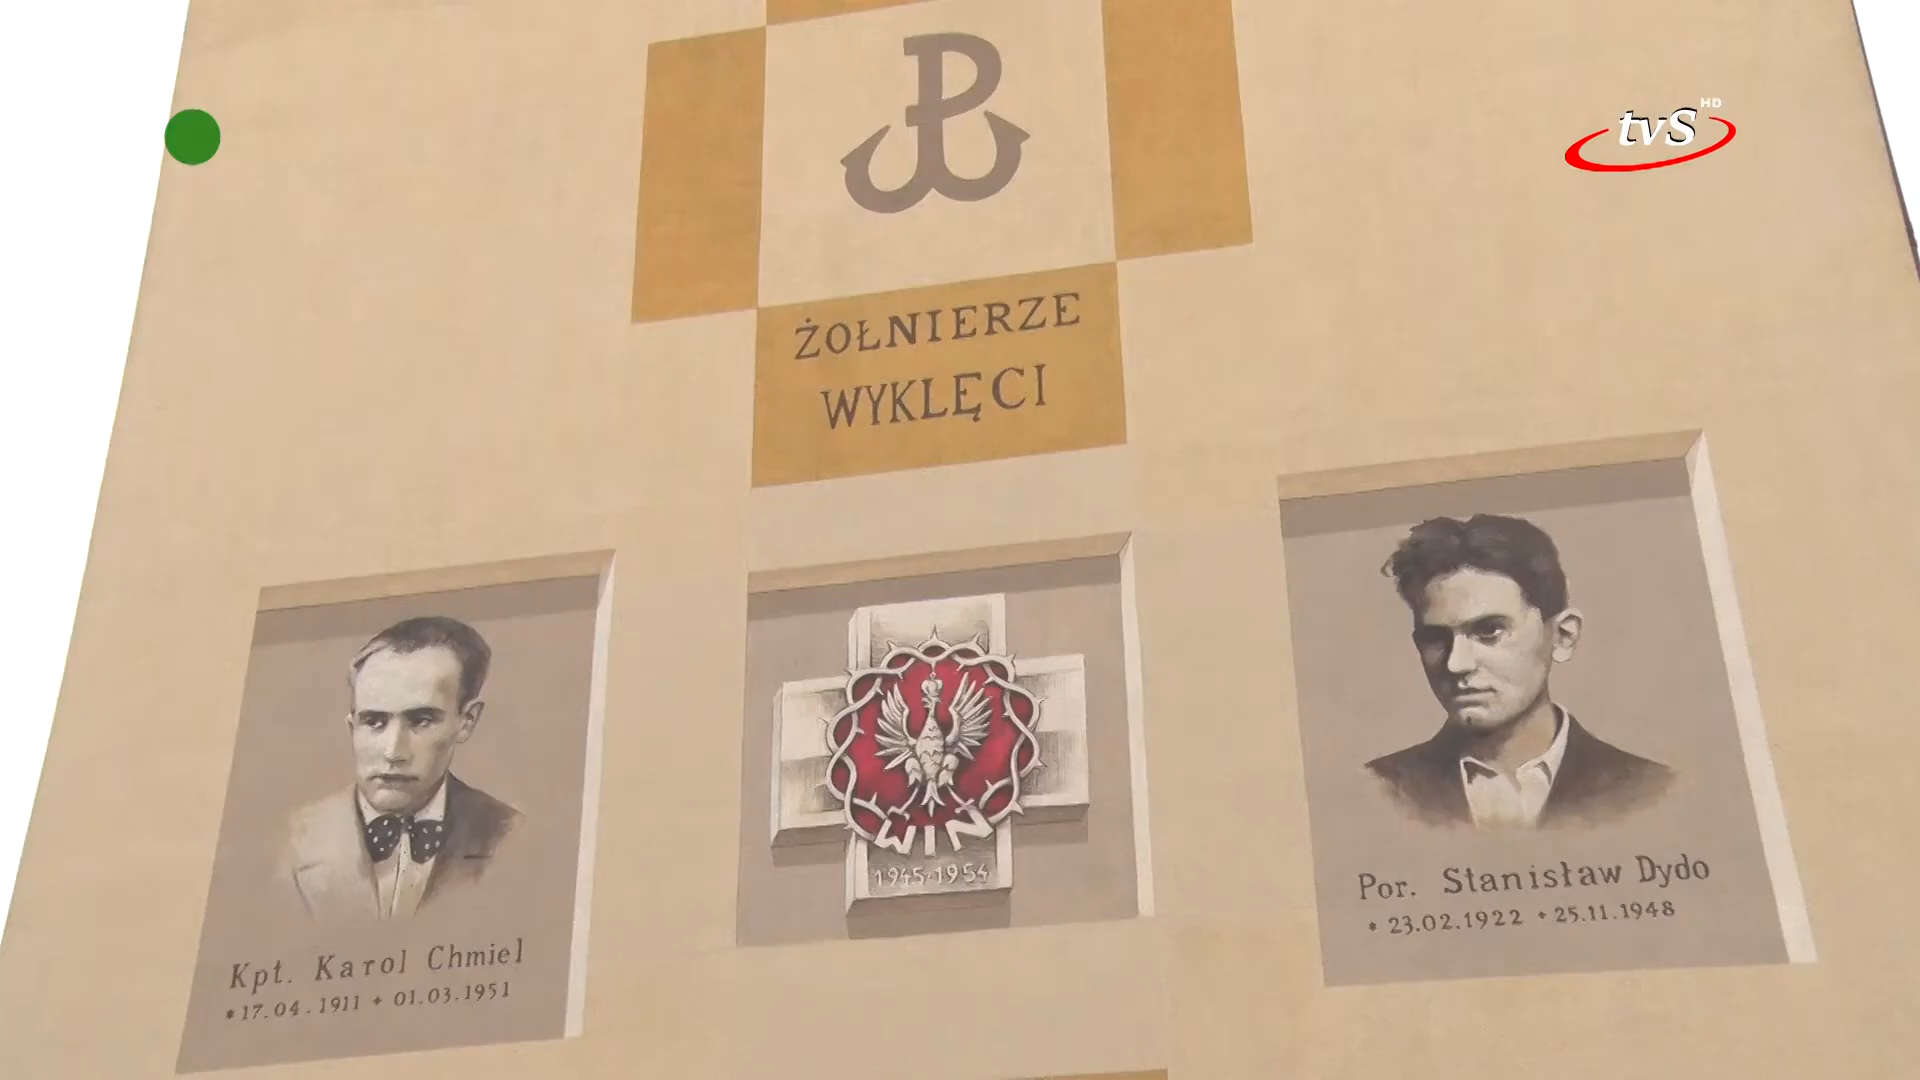 tvS HD
ŻOŁNIERZE
WYKLĘCI
WIN
1945-1954
Kpt. Karol Chmiel
* 17.04.1911 + 01.03.1951
Por. Stanisław Dydo
* 23.02.1922 + 25.11.1948